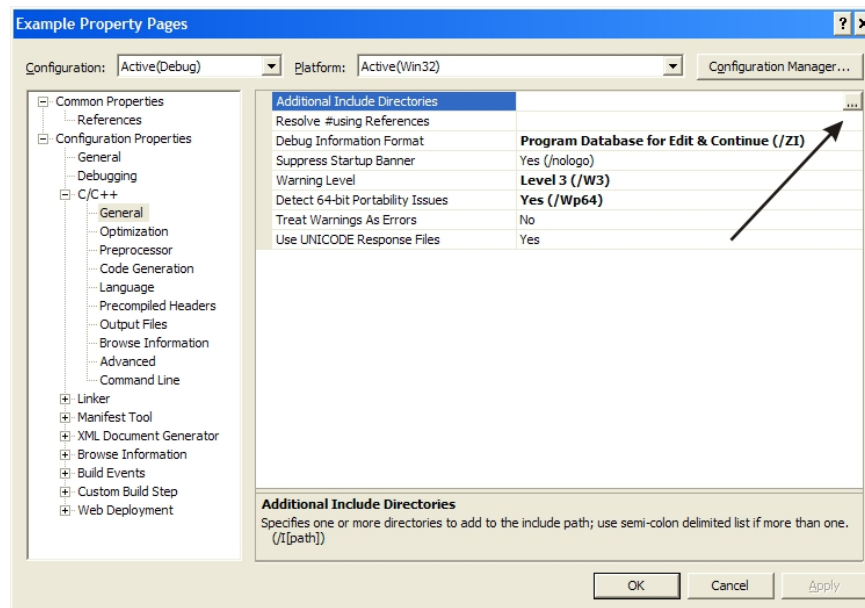 Example Property Pages
?
Configuration: Active(Debug) Platform: Active(Win32) Configuration Manager...
Common Properties
References
Configuration Properties
General
Debugging
C/C++
General
Optimization
Preprocessor
Code Generation
Language
Precompiled Headers
Output Files
Browse Information
Advanced
Command Line
Linker
Manifest Tool
XML Document Generator
Browse Information
Build Events
Custom Build Step
Web Deployment
Additional Include Directories ...
Resolve #using References
Debug Information Format Program Database for Edit & Continue (/ZI)
Suppress Startup Banner Yes (/nologo)
Warning Level Level 3 (/W3)
Detect 64-bit Portability Issues Yes (/Wp64)
Treat Warnings As Errors No
Use UNICODE Response Files Yes
Additional Include Directories
Specifies one or more directories to add to the include path; use semi-colon delimited list if more than one.
(/I[path])
OK Cancel Apply